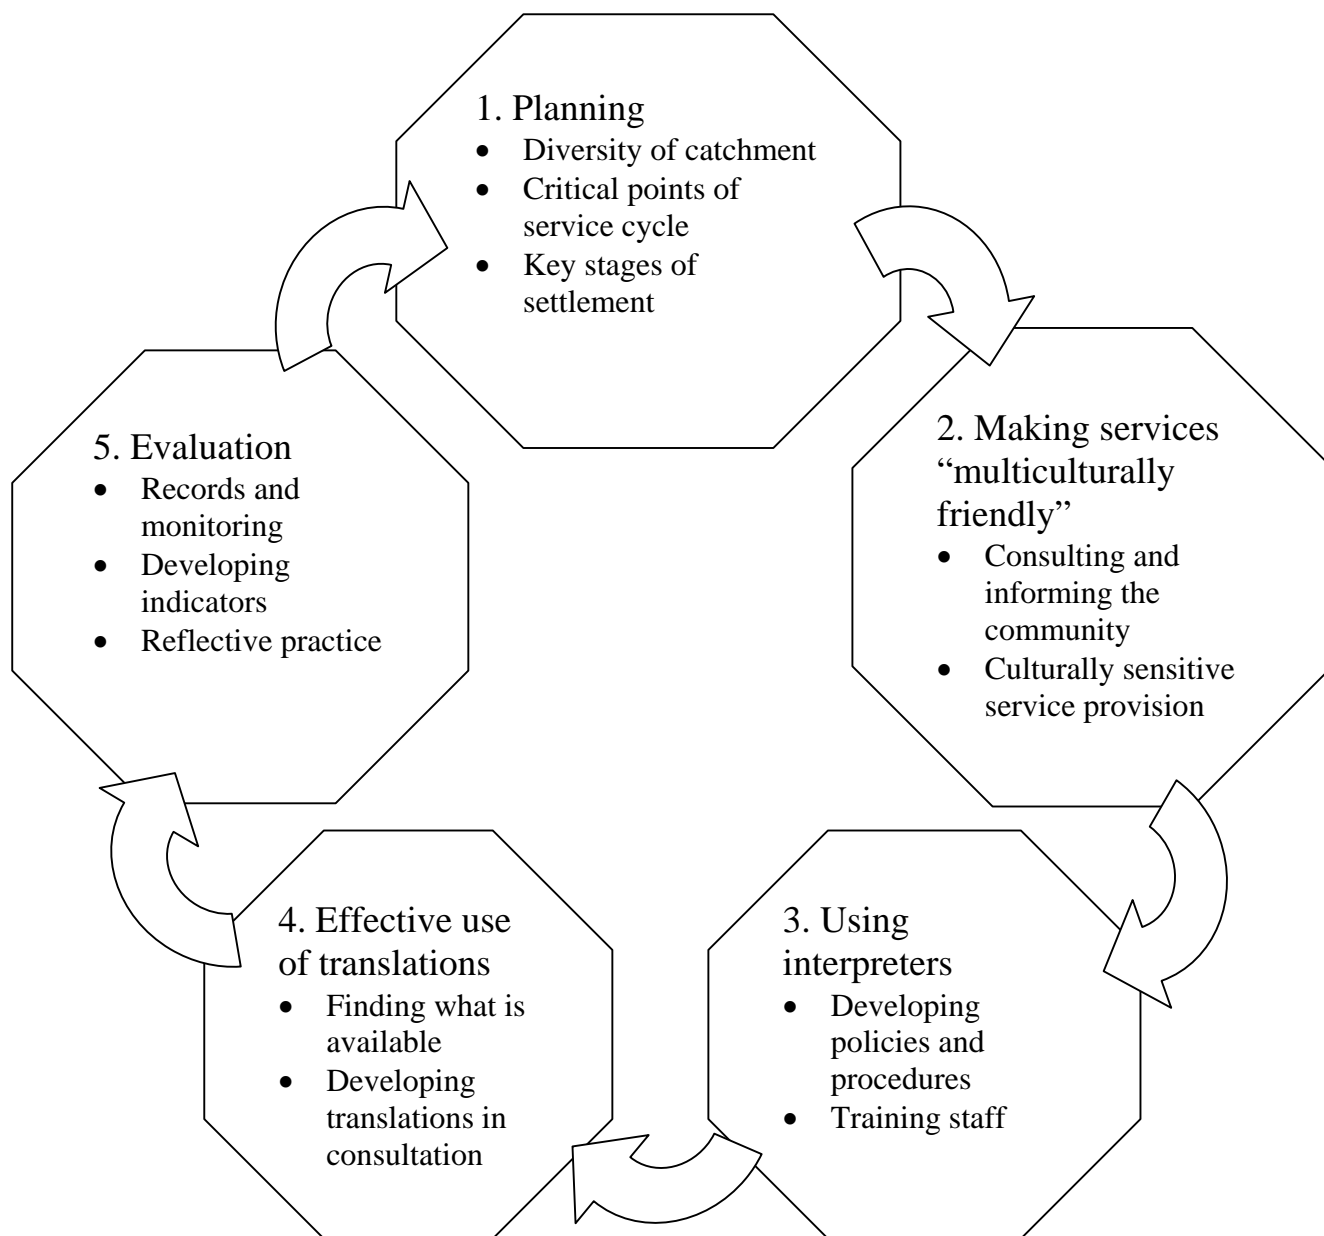 1. Planning
• Diversity of catchment
• Critical points of
service cycle
• Key stages of
settlement
2. Making services
“multiculturally
friendly”
• Consulting and
informing the
community
• Culturally sensitive
service provision
3. Using
interpreters
• Developing
policies and
procedures
• Training staff
4. Effective use
of translations
• Finding what is
available
• Developing
translations in
consultation
5. Evaluation
• Records and
monitoring
• Developing
indicators
• Reflective practice